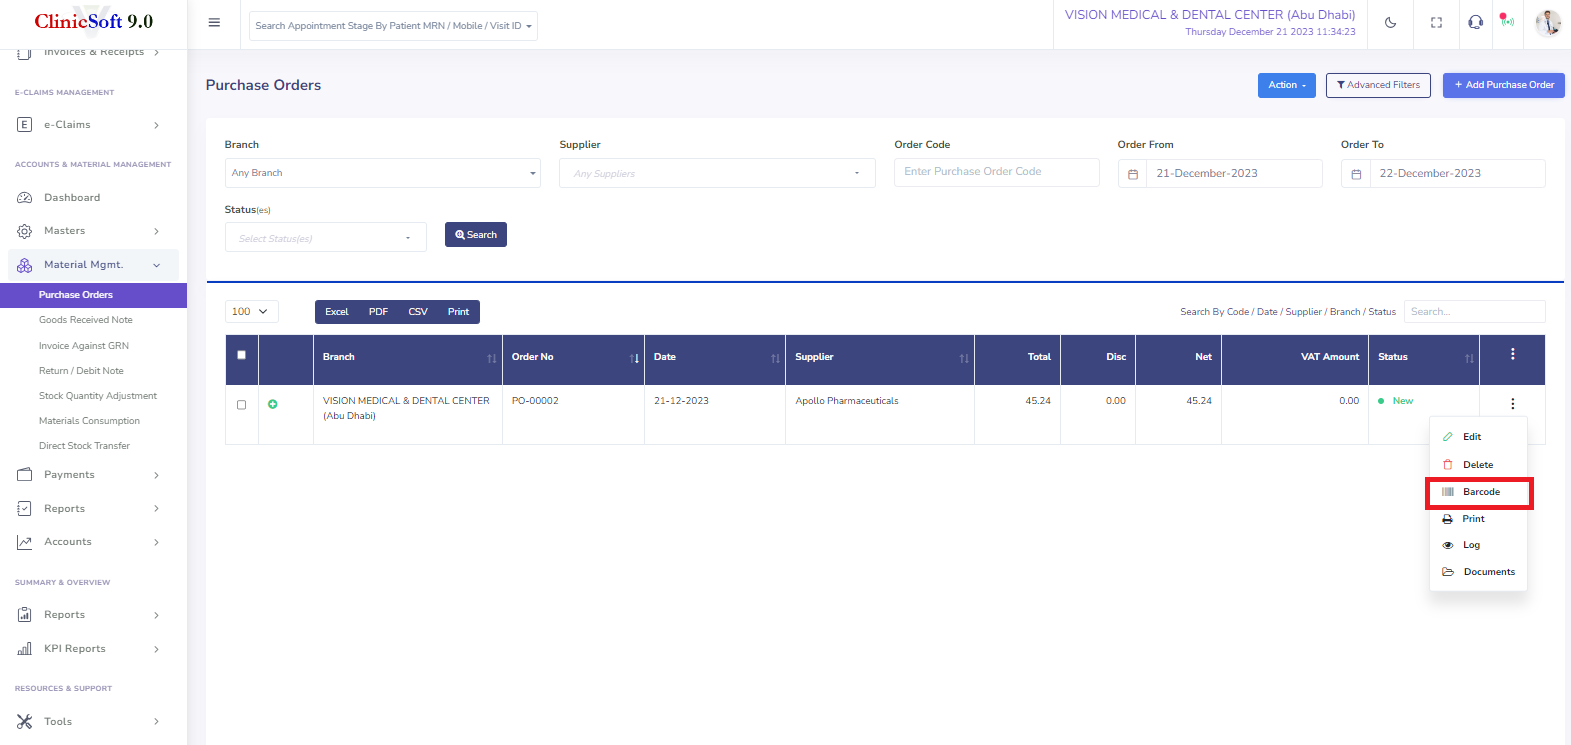 ClinicSoft 9.0
Search Appointment Stage By Patient MRN / Mobile / Visit ID
VISION MEDICAL & DENTAL CENTER (Abu Dhabi)
Thursday December 21 2023 11:34:23
Invoices & Receipts
E-CLAIMS MANAGEMENT
E e-Claims
ACCOUNTS & MATERIAL MANAGEMENT
Dashboard
Masters
Material Mgmt.
Purchase Orders
Goods Received Note
Invoice Against GRN
Return / Debit Note
Stock Quantity Adjustment
Materials Consumption
Direct Stock Transfer
Payments
Reports
Accounts
SUMMARY & OVERVIEW
Reports
KPI Reports
RESOURCES & SUPPORT
Tools
Purchase Orders
Action
Advanced Filters
+ Add Purchase Order
Branch
Any Branch
Supplier
Any Suppliers
Order Code
Enter Purchase Order Code
Order From
21-December-2023
Order To
22-December-2023
Status(es)
Select Status(es)
Search
100
Excel PDF CSV Print
Search By Code / Date / Supplier / Branch / Status
Search...
Branch Order No Date Supplier Total Disc Net VAT Amount Status
VISION MEDICAL & DENTAL CENTER PO-00002 21-12-2023 Apollo Pharmaceuticals 45.24 0.00 45.24 0.00 New
(Abu Dhabi)
Edit
Delete
Barcode
Print
Log
Documents